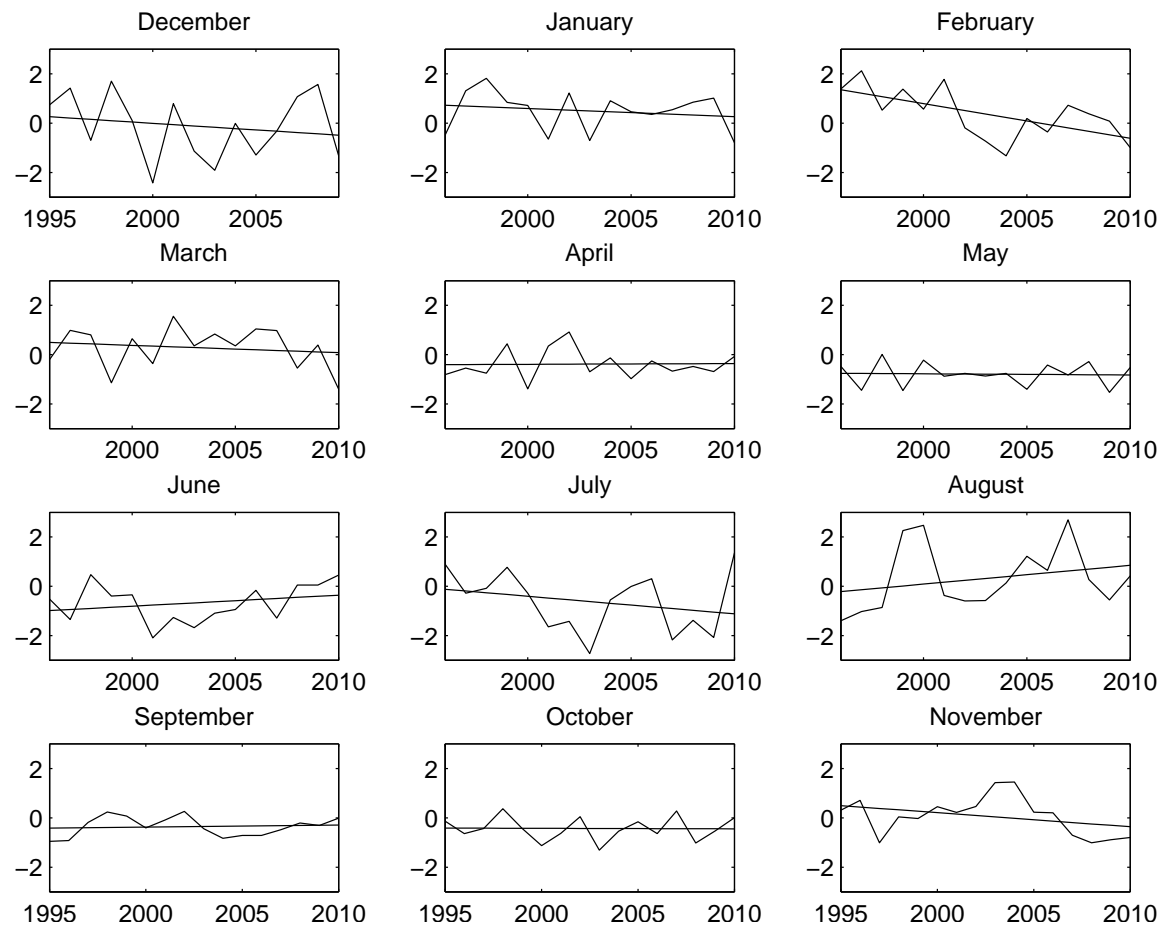 December January February
2 2 2
0 0 0
−2 −2 −2
1995 2000 2005 2000 2005 2010 2000 2005 2010
March April May
2 2 2
0 0 0
−2 −2 −2
2000 2005 2010 2000 2005 2010 2000 2005 2010
June July August
2 2 2
0 0 0
−2 −2 −2
2000 2005 2010 2000 2005 2010 2000 2005 2010
September October November
2 2 2
0 0 0
−2 −2 −2
1995 2000 2005 2010 1995 2000 2005 2010 1995 2000 2005 2010